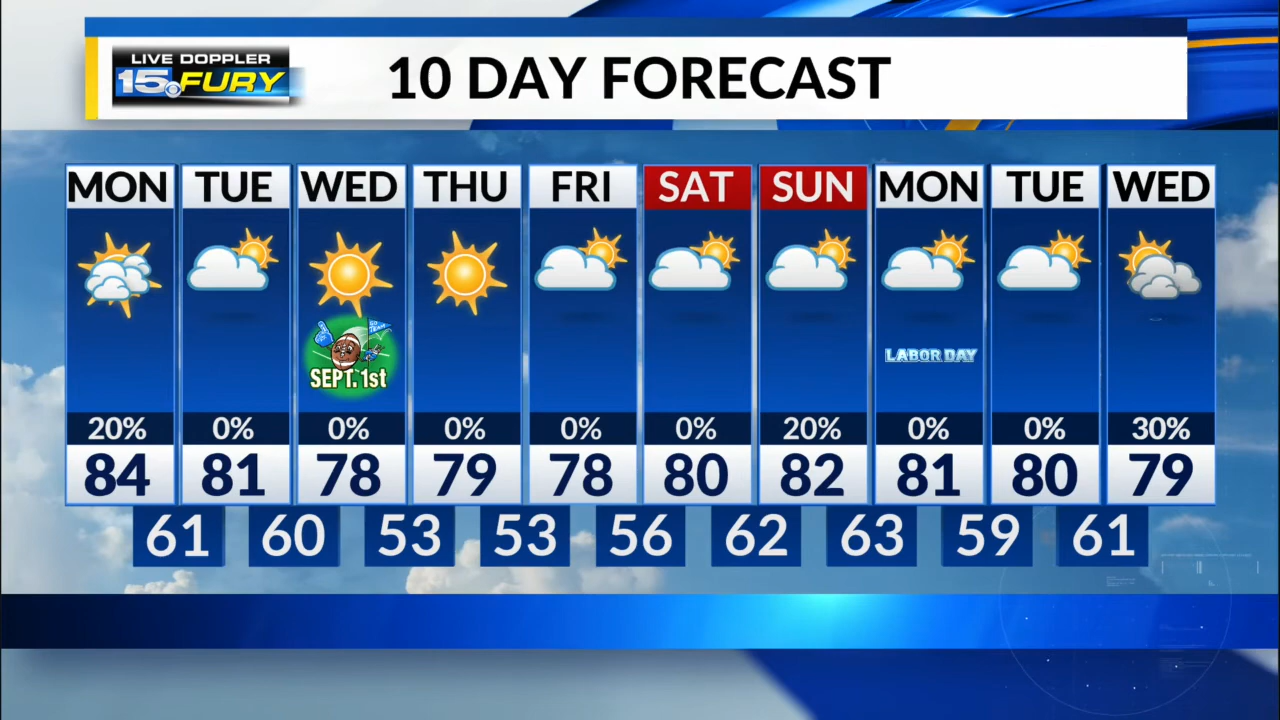 LIVE DOPPLER
15 FURY
10 DAY FORECAST
MON TUE WED THU FRI SAT SUN MON TUE WED
GO TEAM
SEPT. 1st
LABOR DAY
20% 0% 0% 0% 0% 0% 20% 0% 0% 30%
84 81 78 79 78 80 82 81 80 79
61 60 53 53 56 62 63 59 61